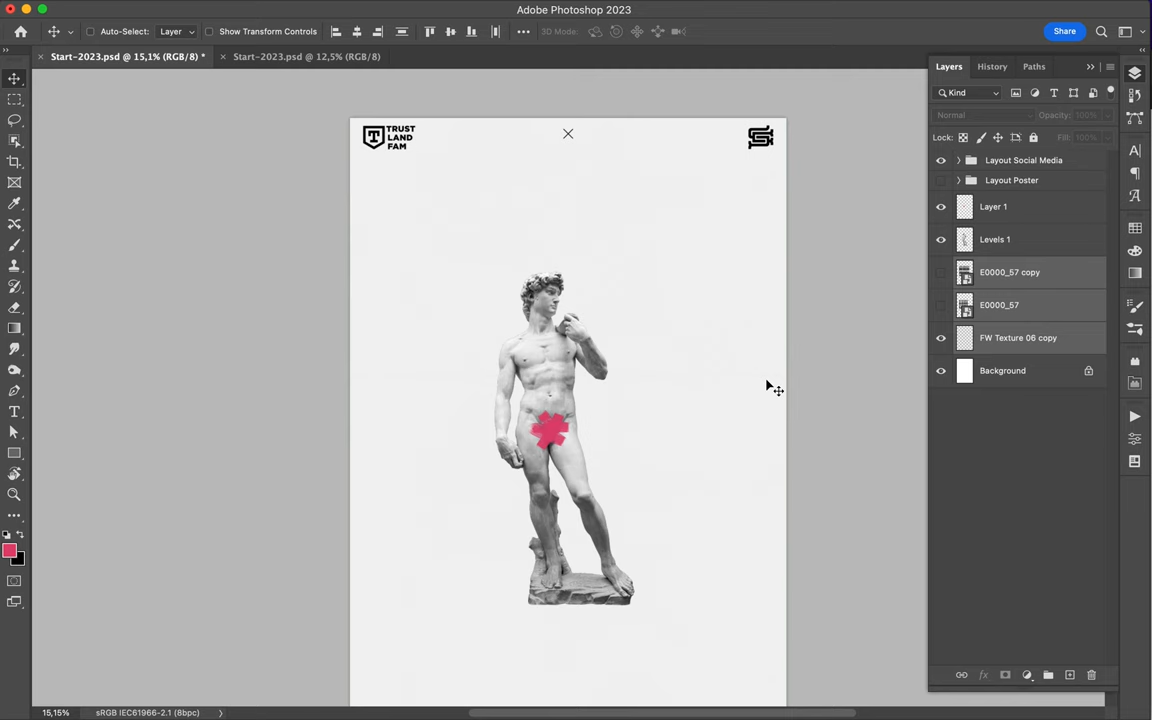 Adobe Photoshop 2023
Auto-Select: Layer Show Transform Controls 3D Mode: Share
Start-2023.psd @ 15,1% (RGB/8) * Start-2023.psd @ 12,5% (RGB/8)
Layers History Paths
Kind
Normal Opacity: 100%
Lock: Fill: 100%
Layout Social Media
Layout Poster
Layer 1
Levels 1
E0000_57 copy
E0000_57
FW Texture 06 copy
Background
TRUST
LAND
FAM
15,15% sRGB IEC61966-2.1 (8bpc)